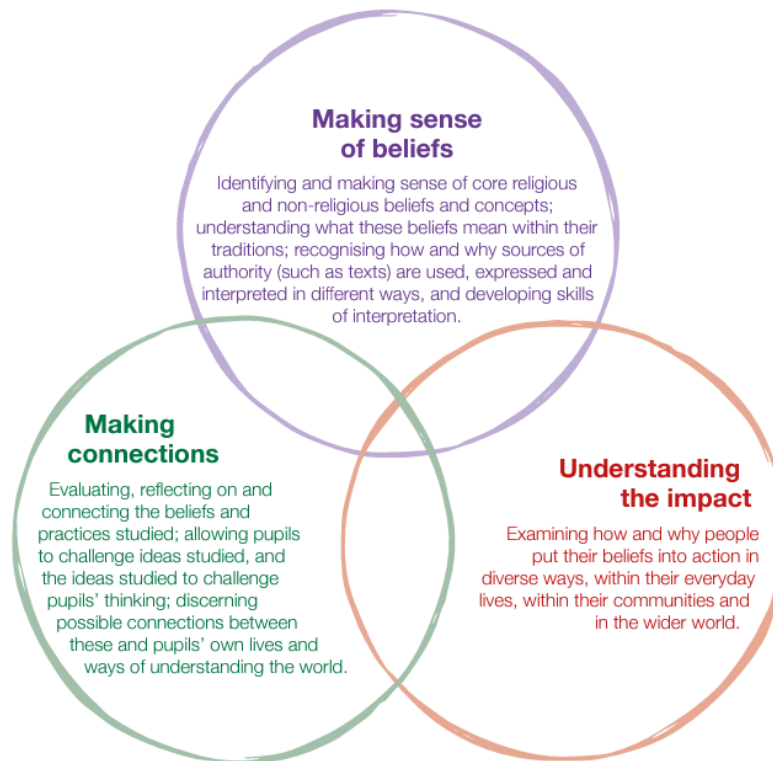 Making sense
of beliefs
Identifying and making sense of core religious
and non-religious beliefs and concepts;
understanding what these beliefs mean within their
traditions; recognising how and why sources of
authority (such as texts) are used, expressed and
interpreted in different ways, and developing skills
of interpretation.
Making
connections
Evaluating, reflecting on and
connecting the beliefs and
practices studied; allowing pupils
to challenge ideas studied, and
the ideas studied to challenge
pupils’ thinking; discerning
possible connections between
these and pupils’ own lives and
ways of understanding the world.
Understanding
the impact
Examining how and why people
put their beliefs into action in
diverse ways, within their everyday
lives, within their communities and
in the wider world.